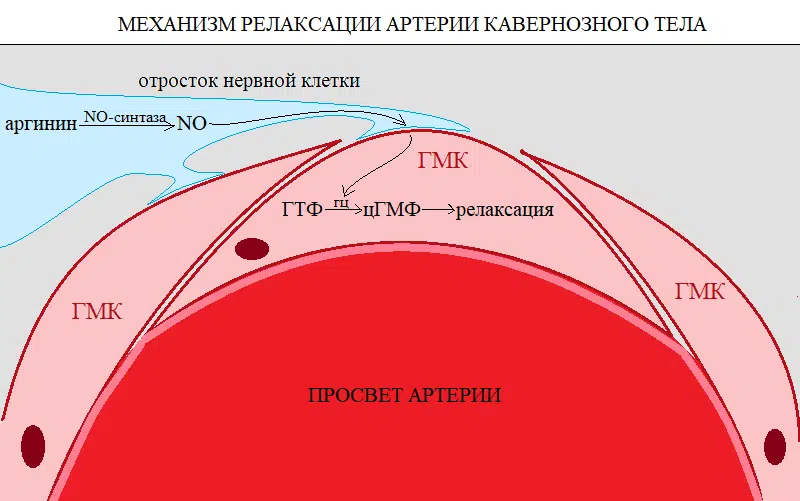 МЕХАНИЗМ РЕЛАКСАЦИИ АРТЕРИИ КАВЕРНОЗНОГО ТЕЛА
отросток нервной клетки
аргинин NO-синтаза NO
ГМК
ГТФ гц цГМФ релаксация
ГМК
ГМК
ПРОСВЕТ АРТЕРИИ